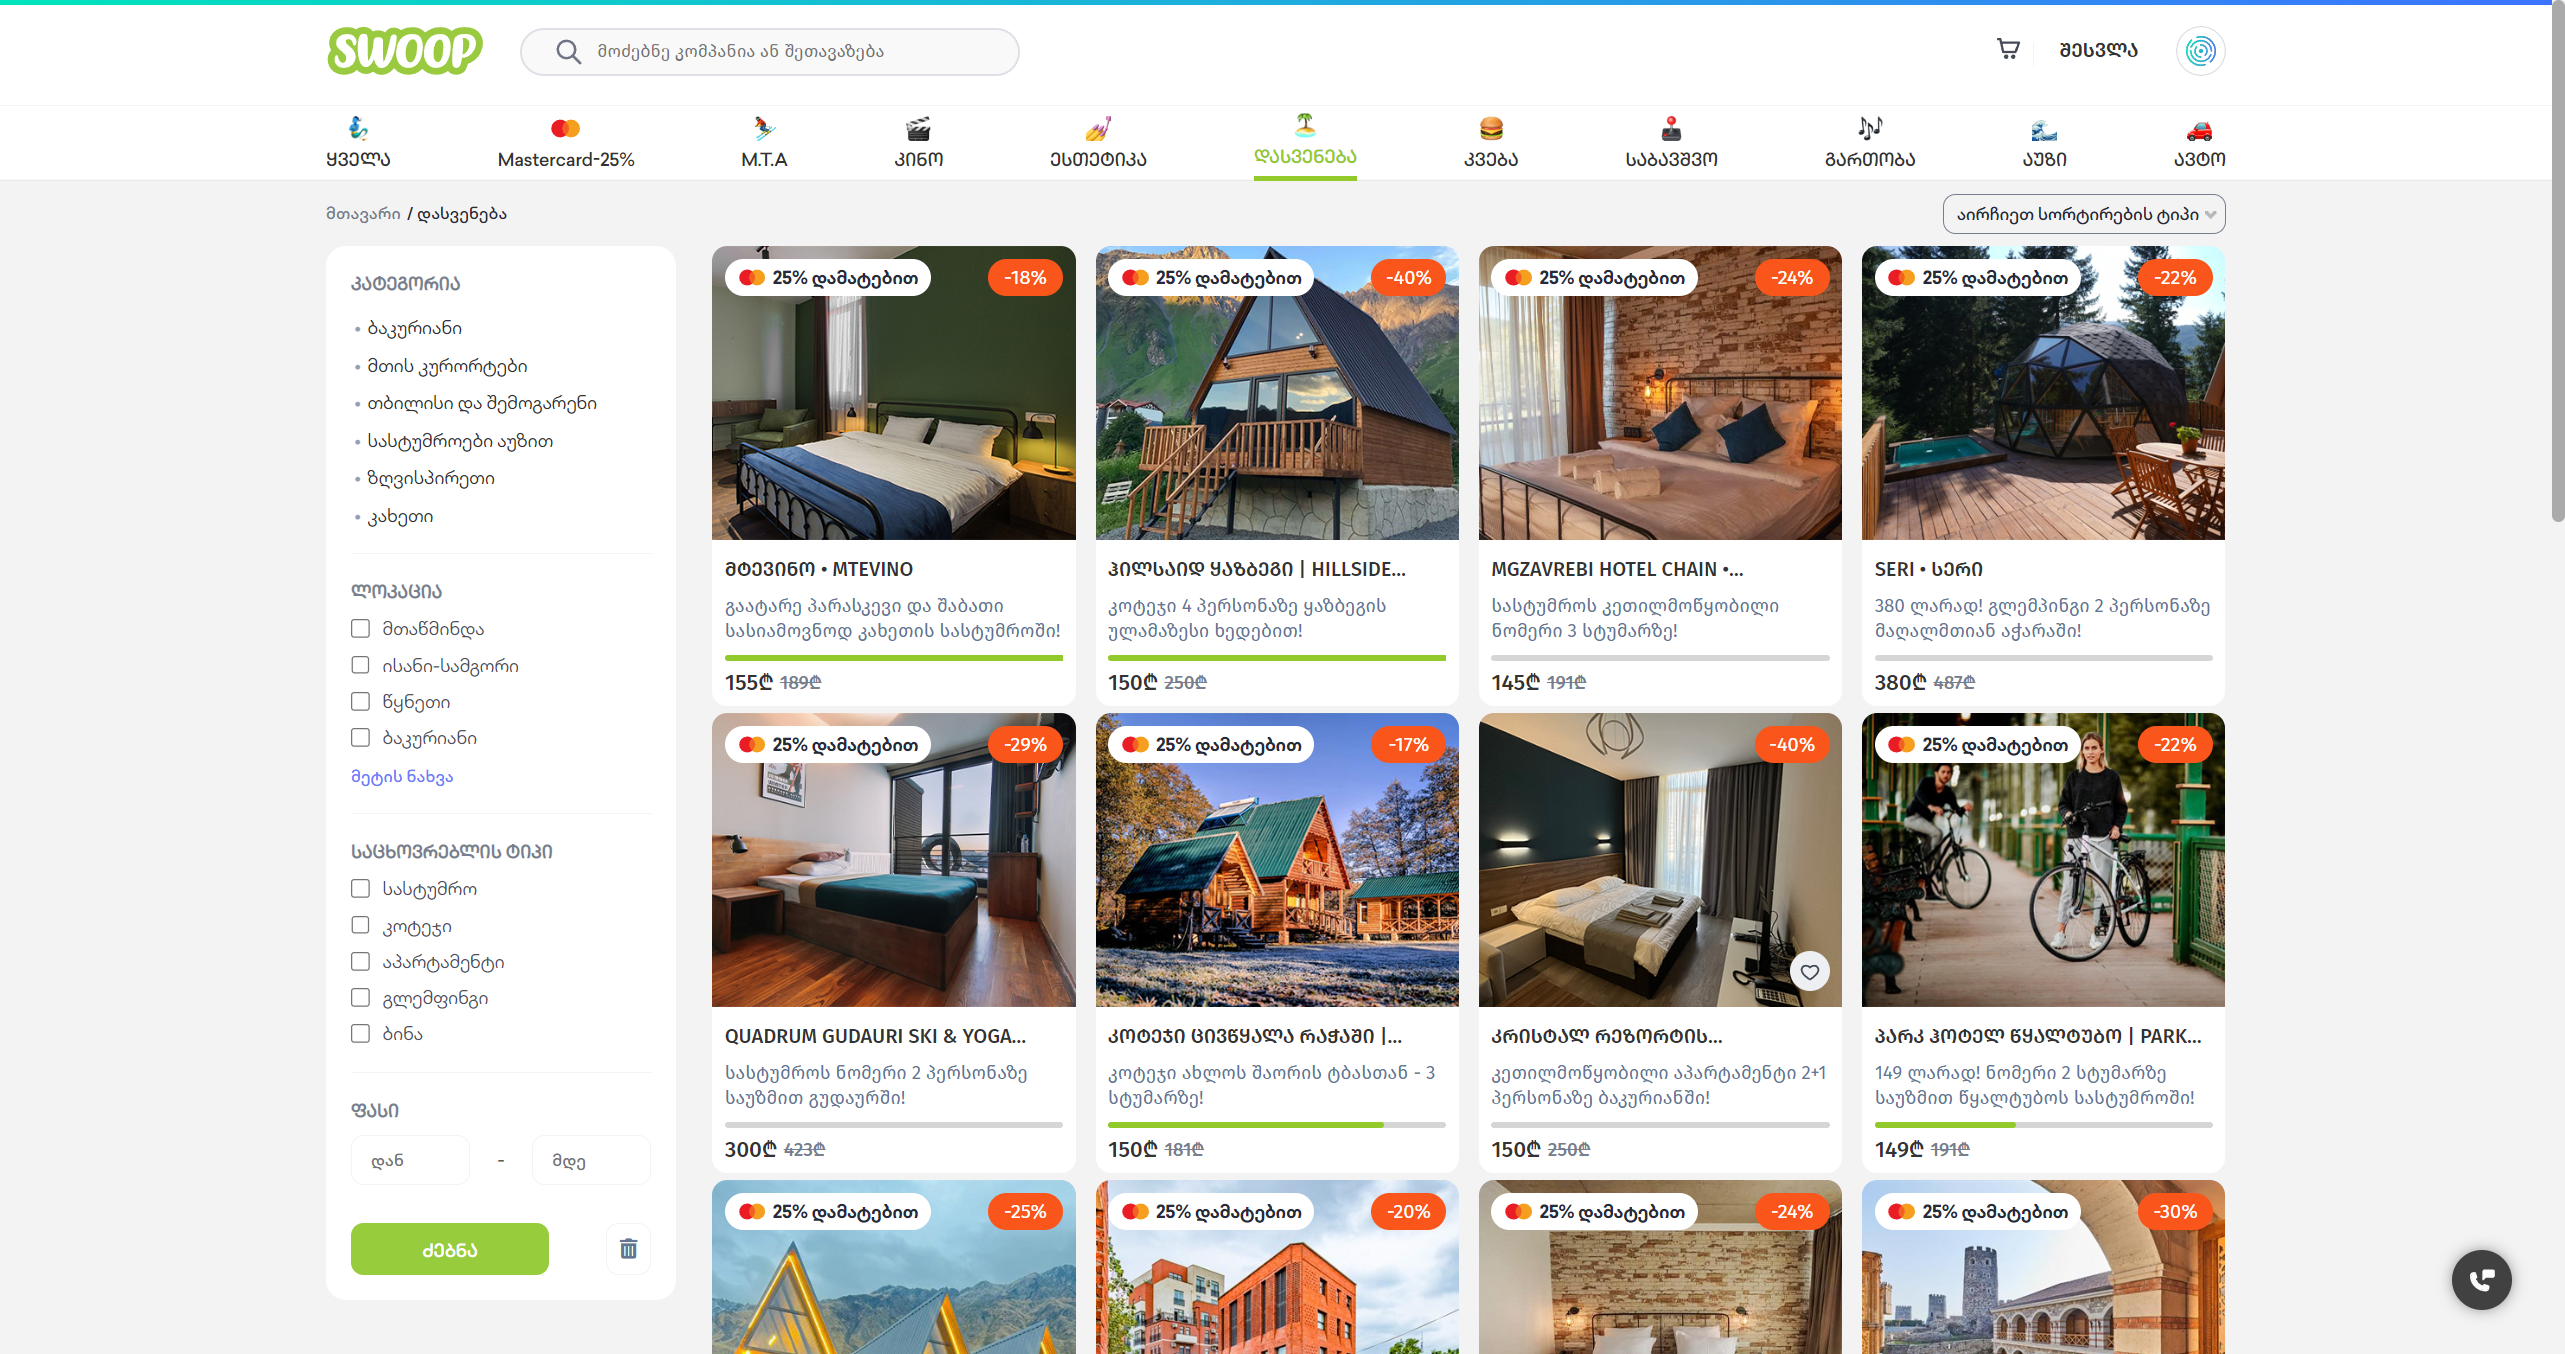 SWOOP
მოძებნე კომპანია ან შეთავაზება
შესვლა
ყველა
Mastercard-25%
M.T.A
კინო
ესთეტიკა
დასვენება
კვება
საბავშვო
გართობა
აუზი
ავტო
მთავარი / დასვენება
აირჩიეთ სორტირების ტიპი
კატეგორია
• ბაკურიანი
• მთის კურორტები
• თბილისი და შემოგარენი
• სასტუმროები აუზით
• ზღვისპირეთი
• კახეთი
ლოკაცია
მთაწმინდა
ისანი-სამგორი
წყნეთი
ბაკურიანი
მეტის ნახვა
საცხოვრებლის ტიპი
სასტუმრო
კოტეჯი
აპარტამენტი
გლემფინგი
ბინა
ფასი
დან
-
მდე
ძებნა
25% დამატებით
-18%
მტევინო • MTEVINO
გაატარე პარასკევი და შაბათი
სასიამოვნოდ კახეთის სასტუმროში!
155₾ 189₾
25% დამატებით
-40%
ჰილსაიდ ყაზბეგი | HILLSIDE...
კოტეჯი 4 პერსონაზე ყაზბეგის
ულამაზესი ხედებით!
150₾ 250₾
25% დამატებით
-24%
MGZAVREBI HOTEL CHAIN •...
სასტუმროს კეთილმოწყობილი
ნომერი 3 სტუმარზე!
145₾ 191₾
25% დამატებით
-22%
SERI • სერი
380 ლარად! გლემპინგი 2 პერსონაზე
მაღალმთიან აჭარაში!
380₾ 487₾
25% დამატებით
-29%
QUADRUM GUDAURI SKI & YOGA...
სასტუმროს ნომერი 2 პერსონაზე
საუზმით გუდაურში!
300₾ 423₾
25% დამატებით
-17%
კოტეჯი ცივწყალა რაჭაში |...
კოტეჯი ახლოს შაორის ტბასთან - 3
სტუმარზე!
150₾ 181₾
25% დამატებით
-40%
კრისტალ რეზორტის...
კეთილმოწყობილი აპარტამენტი 2+1
პერსონაზე ბაკურიანში!
150₾ 250₾
25% დამატებით
-22%
პარკ ჰოტელ წყალტუბო | PARK...
149 ლარად! ნომერი 2 სტუმარზე
საუზმით წყალტუბოს სასტუმროში!
149₾ 191₾
25% დამატებით
-25%
25% დამატებით
-20%
25% დამატებით
-24%
25% დამატებით
-30%